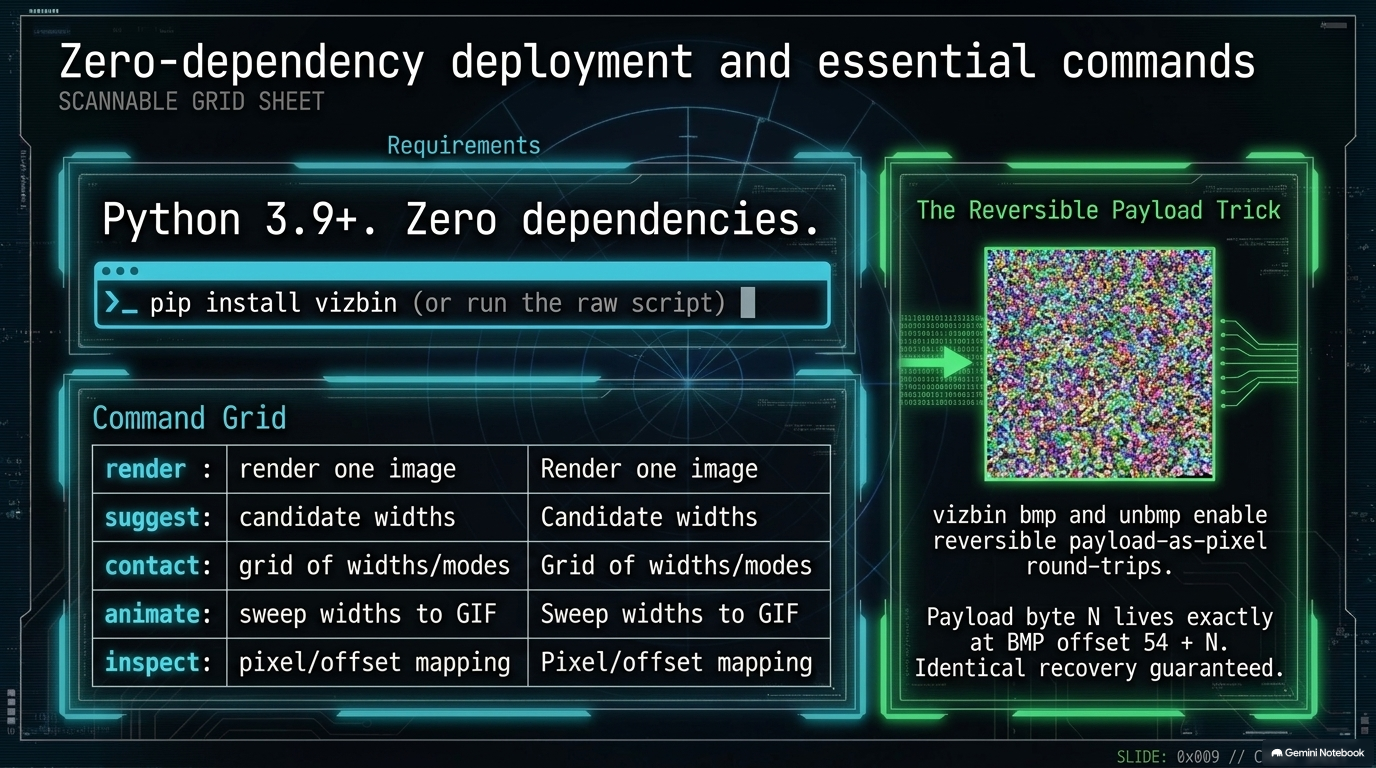 Zero-dependency deployment and essential commands
SCANNABLE GRID SHEET
Requirements
Python 3.9+. Zero dependencies.
❯_ pip install vizbin (or run the raw script)
Command Grid
render : render one image Render one image
suggest: candidate widths Candidate widths
contact: grid of widths/modes Grid of widths/modes
animate: sweep widths to GIF Sweep widths to GIF
inspect: pixel/offset mapping Pixel/offset mapping
The Reversible Payload Trick
vizbin bmp and unbmp enable
reversible payload-as-pixel
round-trips.
Payload byte N lives exactly
at BMP offset 54 + N.
Identical recovery guaranteed.
SLIDE: 0x009 // C
Gemini Notebook